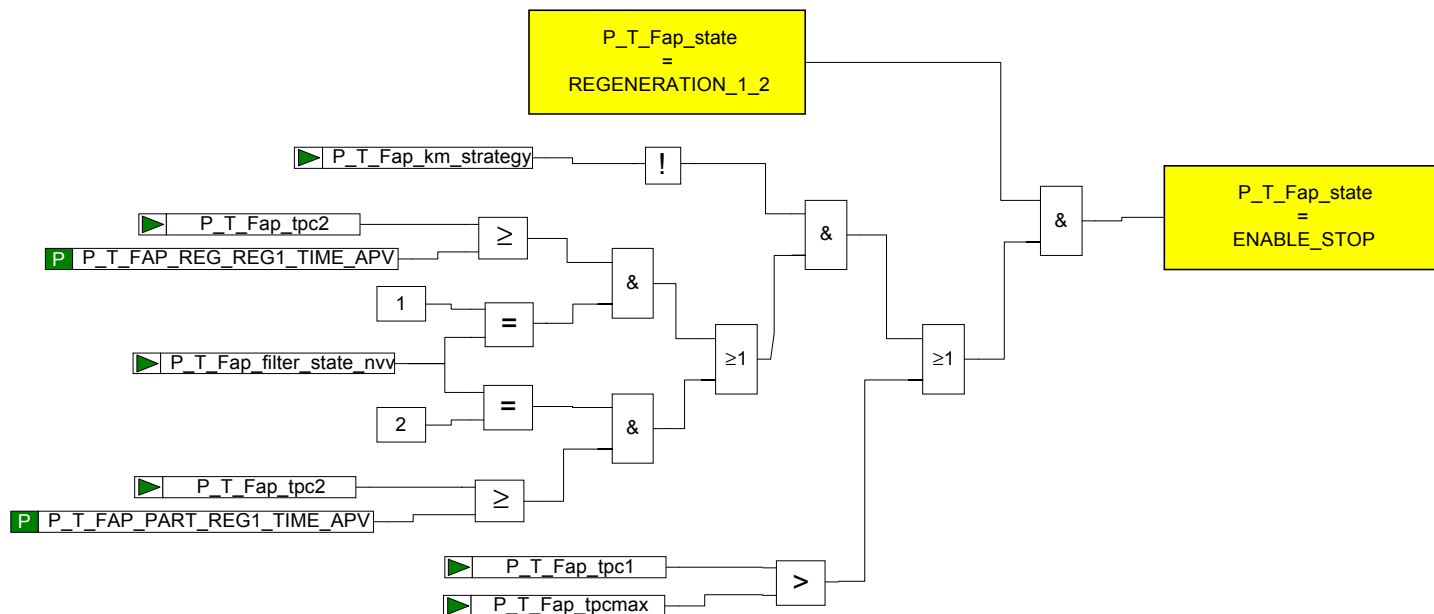 P_T_Fap_state
=
REGENERATION_1_2
P_T_Fap_km_strategy
!
P_T_Fap_state
=
ENABLE_STOP
P_T_Fap_tpc2
≥
&
&
P P_T_FAP_REG_REG1_TIME_APV
&
1
=
P_T_Fap_filter_state_nvv
≥1
≥1
=
2
&
P_T_Fap_tpc2
≥
P P_T_FAP_PART_REG1_TIME_APV
P_T_Fap_tpc1
>
P_T_Fap_tpcmax